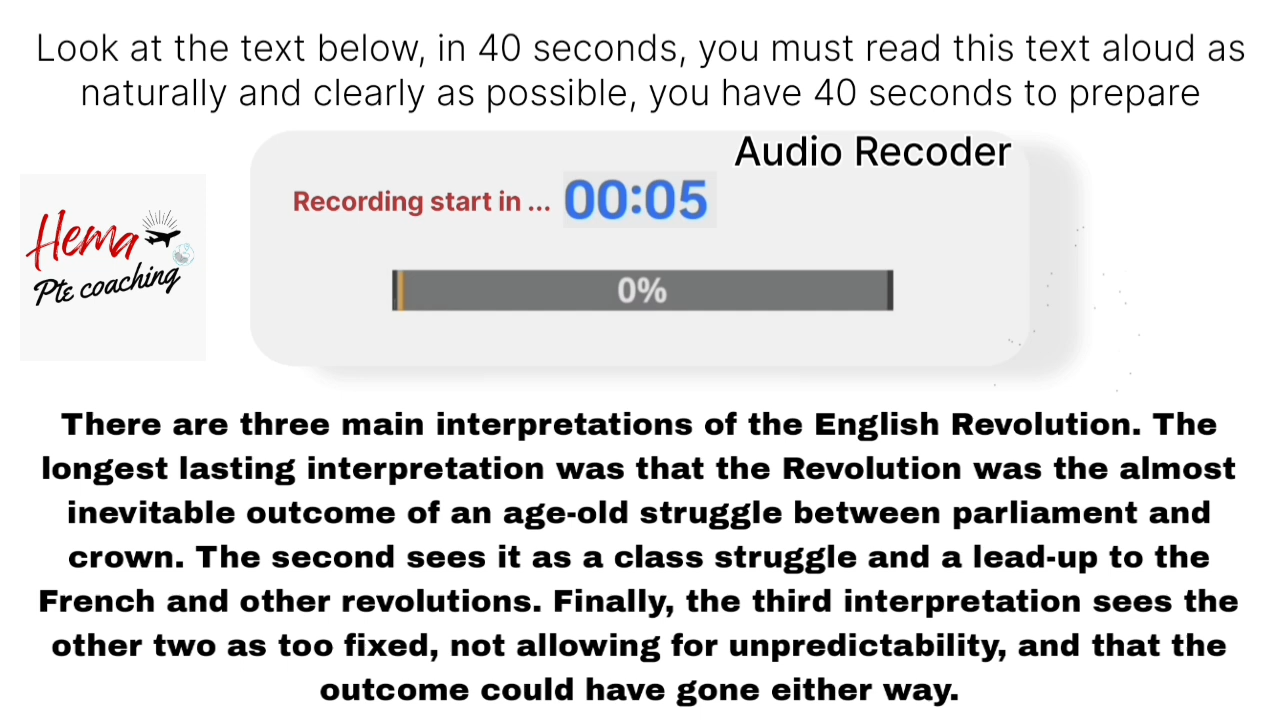 Look at the text below, in 40 seconds, you must read this text aloud as
naturally and clearly as possible, you have 40 seconds to prepare
Audio Recoder
Recording start in ... 00:05
Hema
Pte coaching
0%
There are three main interpretations of the English Revolution. The
longest lasting interpretation was that the Revolution was the almost
inevitable outcome of an age-old struggle between parliament and
crown. The second sees it as a class struggle and a lead-up to the
French and other revolutions. Finally, the third interpretation sees the
other two as too fixed, not allowing for unpredictability, and that the
outcome could have gone either way.